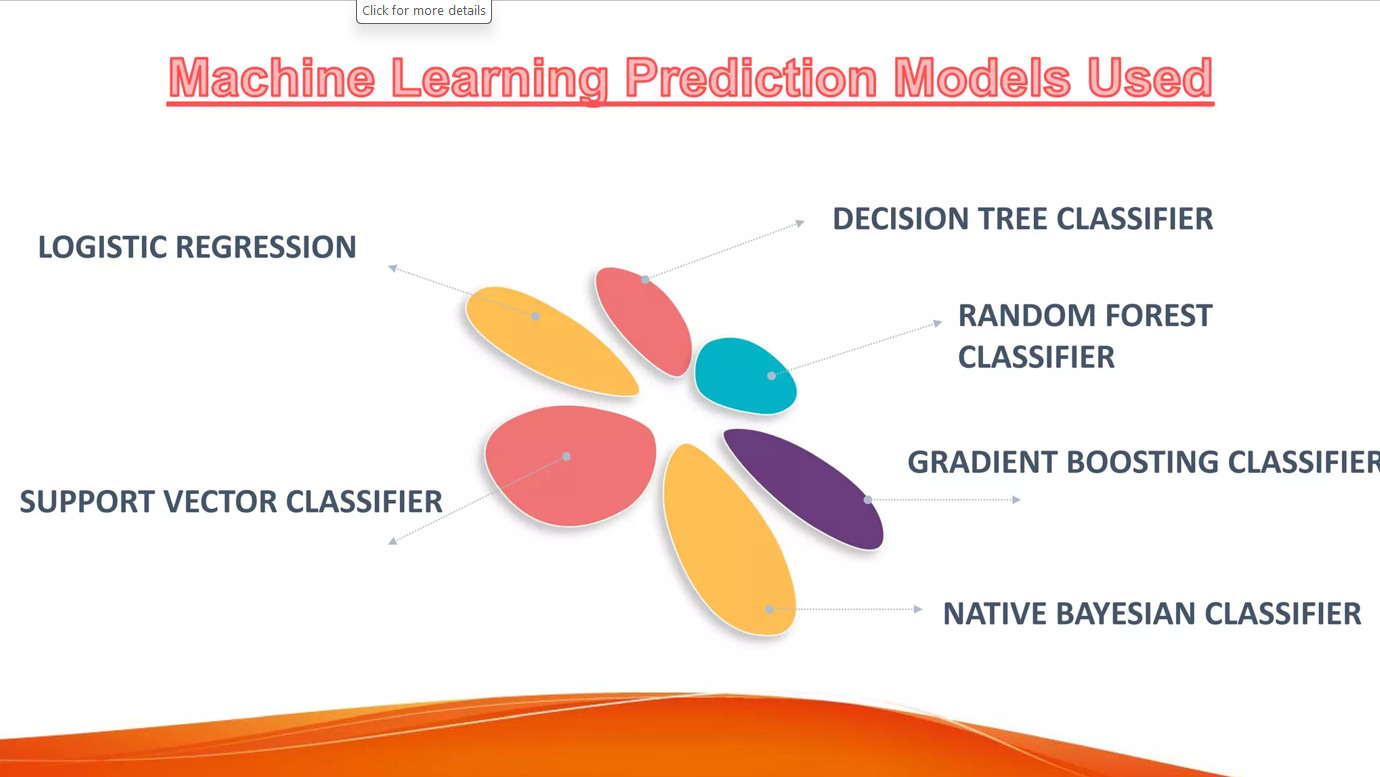 Click for more details
Machine Learning Prediction Models Used
DECISION TREE CLASSIFIER
LOGISTIC REGRESSION
RANDOM FOREST
CLASSIFIER
GRADIENT BOOSTING CLASSIFIER
SUPPORT VECTOR CLASSIFIER
NATIVE BAYESIAN CLASSIFIER